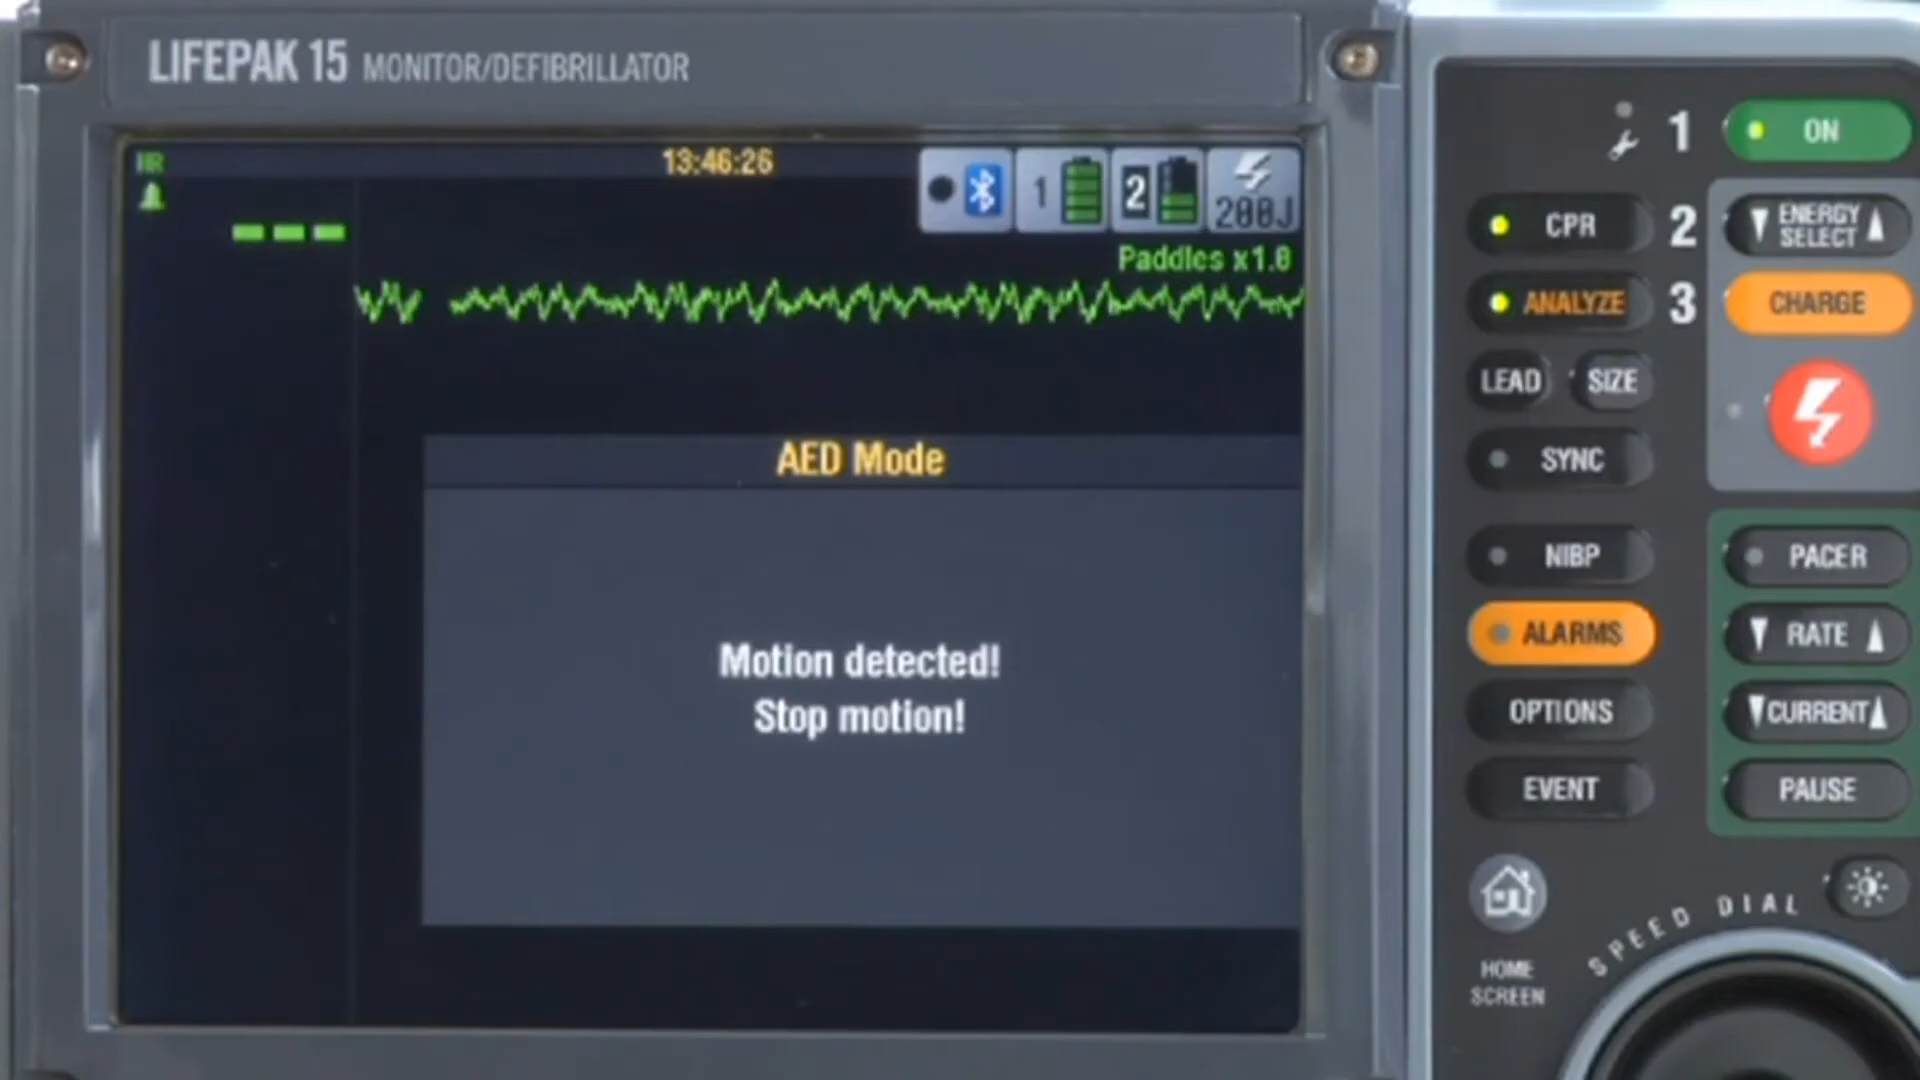 LIFEPAK 15 MONITOR/DEFIBRILLATOR
HR
13:46:26
1
2
200J
Paddles x1.0
AED Mode
Motion detected!
Stop motion!
1 ON
CPR 2 ENERGY SELECT
ANALYZE 3 CHARGE
LEAD SIZE
SYNC
NIBP PACER
ALARMS RATE
OPTIONS CURRENT
EVENT PAUSE
HOME
SCREEN
SPEED DIAL